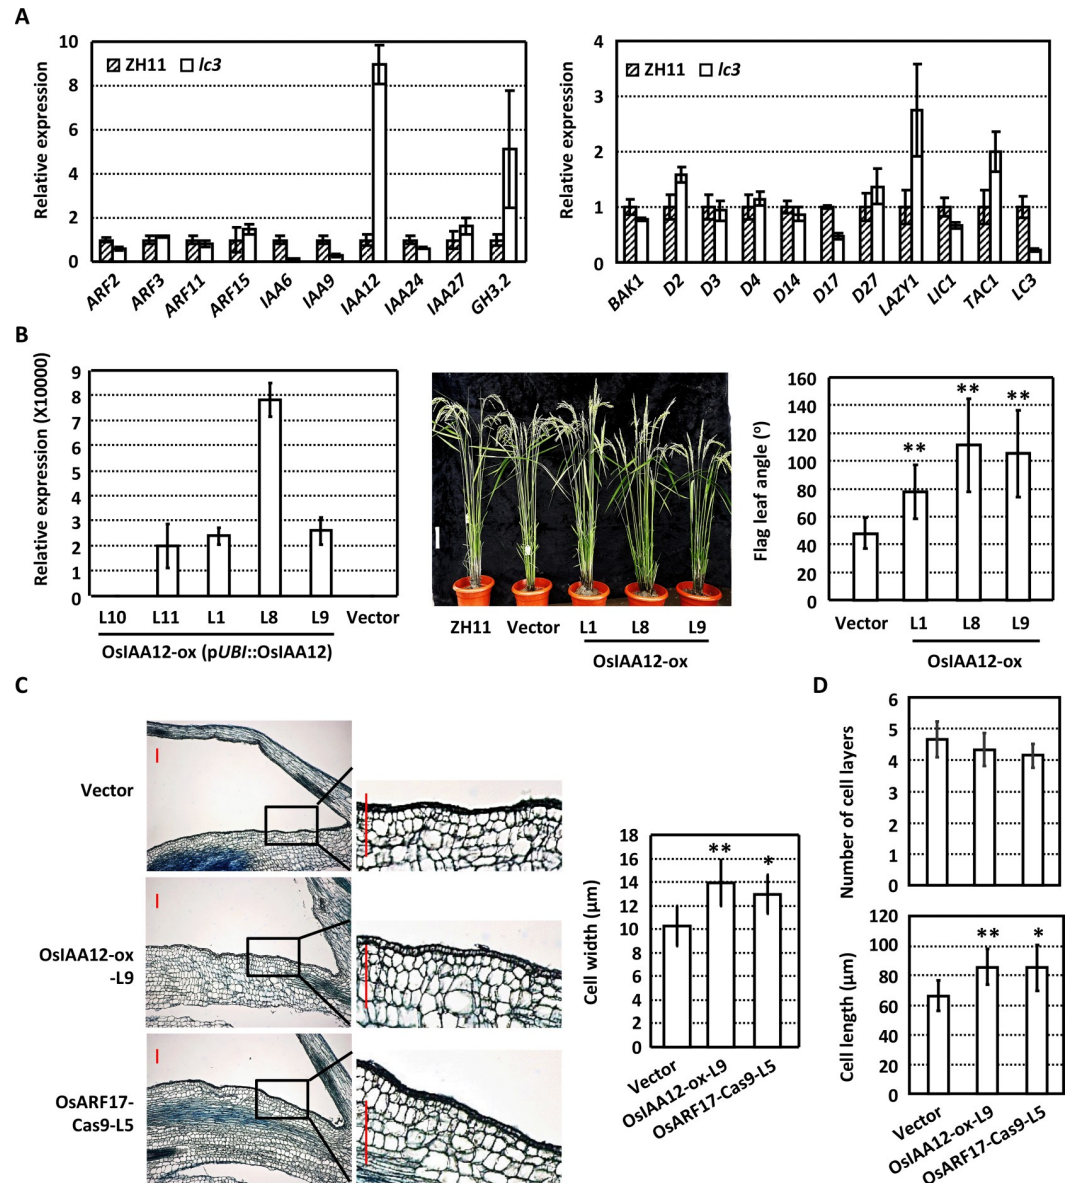 A
Relative expression
10
8
6
4
2
0
ZH11 lc3
ARF2 ARF3 ARF11 ARF15 IAA6 IAA9 IAA12 IAA24 IAA27 GH3.2
Relative expression
4
3
2
1
0
ZH11 lc3
BAK1 D2 D3 D4 D14 D17 D27 LAZY1 LIC1 TAC1 LC3
B
Relative expression (X10000)
9
8
7
6
5
4
3
2
1
0
L10 L11 L1 L8 L9 Vector
OsIAA12-ox (pUBI::OsIAA12)
ZH11 Vector L1 L8 L9
OsIAA12-ox
Flag leaf angle (º)
160
140
120
100
80
60
40
20
0
** ** **
Vector L1 L8 L9
OsIAA12-ox
C
Vector
OsIAA12-ox
-L9
OsARF17-
Cas9-L5
Cell width (µm)
18
16
14
12
10
8
6
4
2
0
** *
Vector
OsIAA12-ox-L9
OsARF17-Cas9-L5
D
Number of cell layers
6
5
4
3
2
1
0
Cell length (µm)
120
100
80
60
40
20
0
** *
Vector
OsIAA12-ox-L9
OsARF17-Cas9-L5